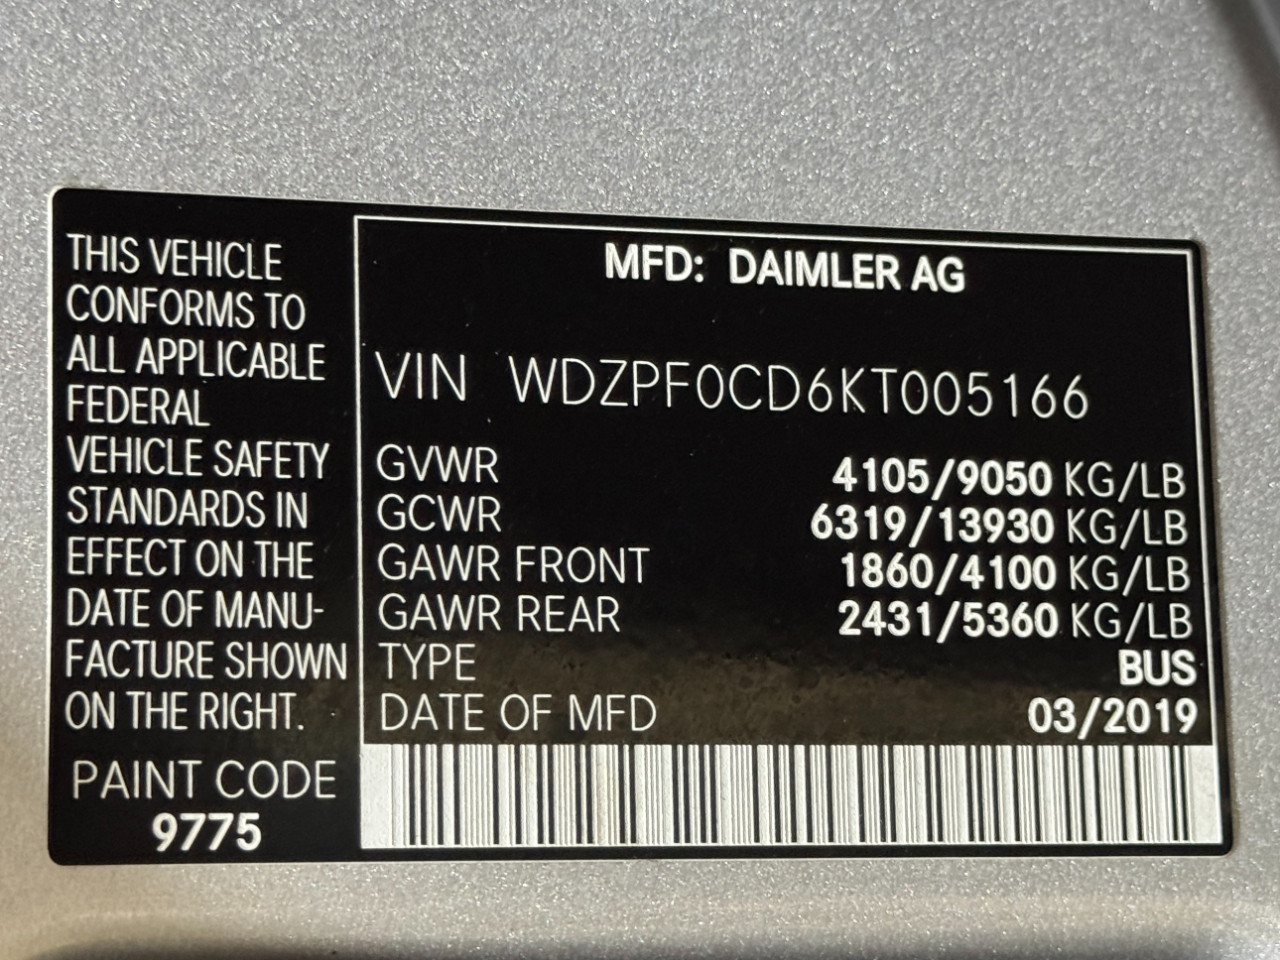 THIS VEHICLE
CONFORMS TO
ALL APPLICABLE
FEDERAL
VEHICLE SAFETY
STANDARDS IN
EFFECT ON THE
DATE OF MANU-
FACTURE SHOWN
ON THE RIGHT.
PAINT CODE
9775
MFD: DAIMLER AG
VIN WDZPF0CD6KT005166
GVWR 4105/9050 KG/LB
GCWR 6319/13930 KG/LB
GAWR FRONT 1860/4100 KG/LB
GAWR REAR 2431/5360 KG/LB
TYPE BUS
DATE OF MFD 03/2019